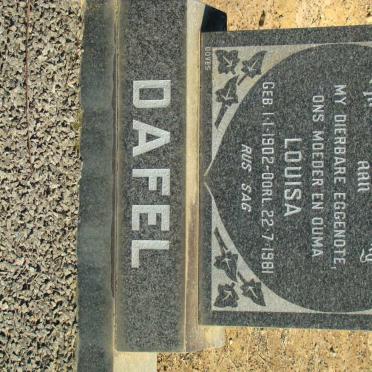 AAN
MY DIERBARE EGGENOTE,
ONS MOEDER EN OUMA
LOUISA
GEB. 1.1.1902-OORL. 22.7.1981
RUS SAG
DOVES
DAFEL